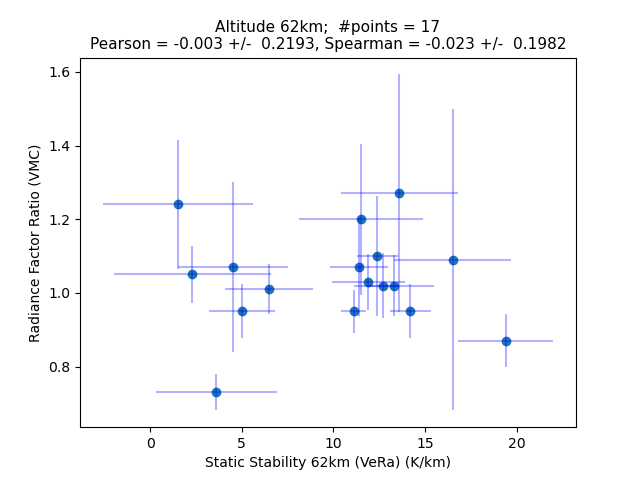 Altitude 62km;  #points = 17
Pearson = -0.003 +/-  0.2193, Spearman = -0.023 +/-  0.1982
1.6
1.4
1.2
1.0
0.8
Radiance Factor Ratio (VMC)
0
5
10
15
20
Static Stability 62km (VeRa) (K/km)